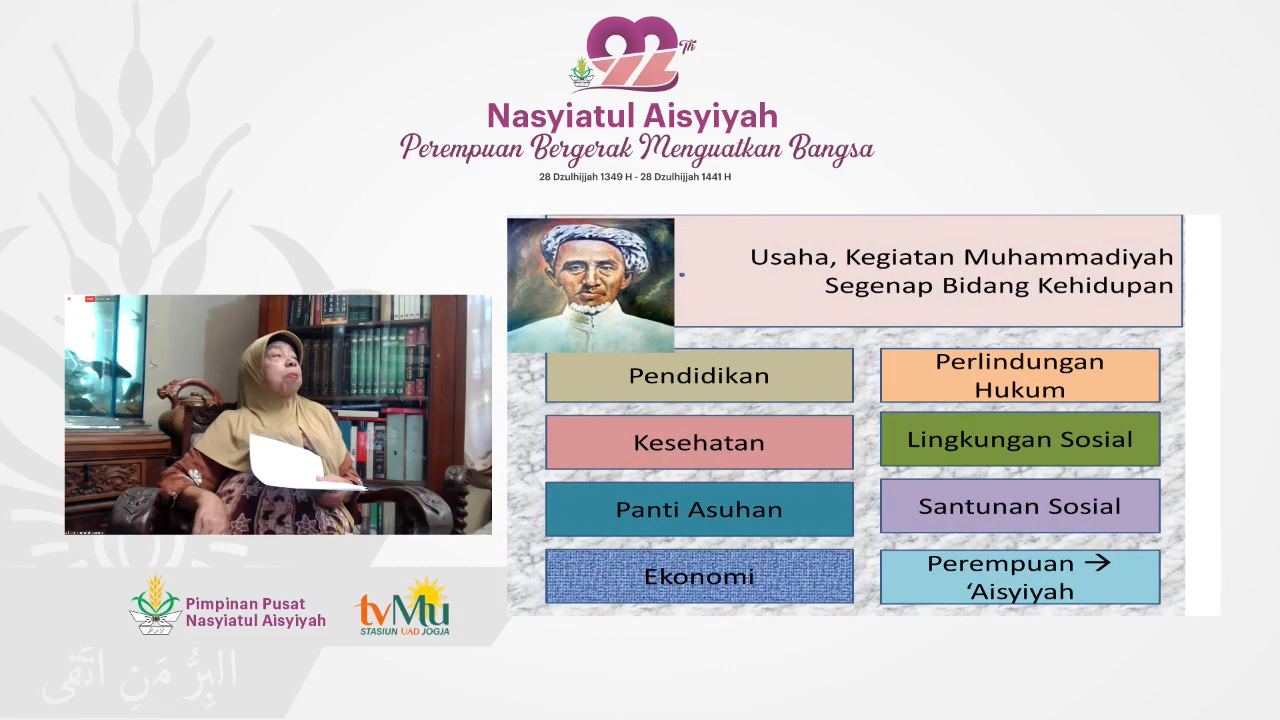 92 Th
Nasyiatul Aisyiyah
Perempuan Bergerak Menguatkan Bangsa
28 Dzulhijjah 1349 H - 28 Dzulhijjah 1441 H
Usaha, Kegiatan Muhammadiyah
Segenap Bidang Kehidupan
Pendidikan
Perlindungan
Hukum
Kesehatan
Lingkungan Sosial
Panti Asuhan
Santunan Sosial
Ekonomi
Perempuan →
‘Aisyiyah
Pimpinan Pusat
Nasyiatul Aisyiyah
tvMu
STASIUN UAD JOGJA
البِرُّ مَنِ اتَّقَى